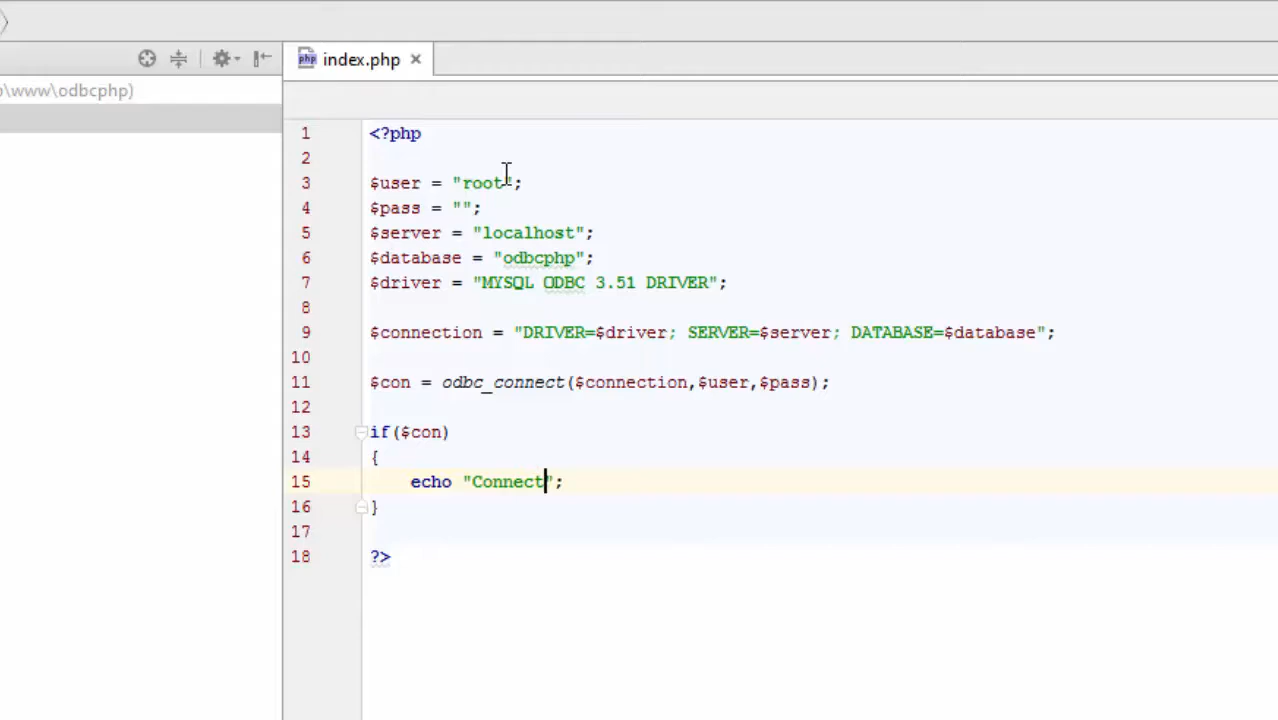 index.php
\www\odbcphp)
1 <?php
2
3 $user = "root";
4 $pass = "";
5 $server = "localhost";
6 $database = "odbcphp";
7 $driver = "MYSQL ODBC 3.51 DRIVER";
8
9 $connection = "DRIVER=$driver; SERVER=$server; DATABASE=$database";
10
11 $con = odbc_connect($connection,$user,$pass);
12
13 if($con)
14 {
15 echo "Connect";
16 }
17
18 ?>